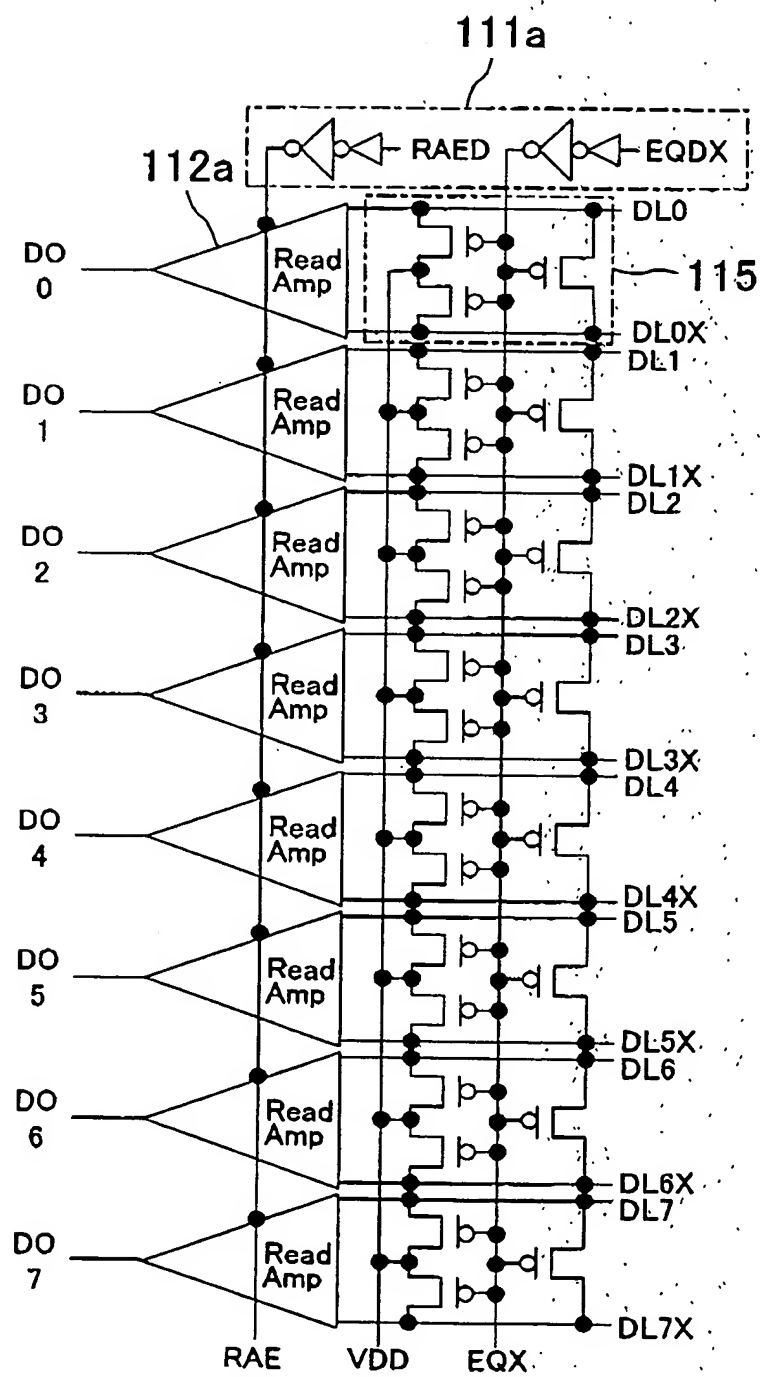 111a
RAED
EQDX
112a
DL0
DO
0
Read
Amp
115
DL0X
DL1
DO
1
Read
Amp
DL1X
DL2
DO
2
Read
Amp
DL2X
DL3
DO
3
Read
Amp
DL3X
DL4
DO
4
Read
Amp
DL4X
DL5
DO
5
Read
Amp
DL5X
DL6
DO
6
Read
Amp
DL6X
DL7
DO
7
Read
Amp
DL7X
RAE
VDD
EQX